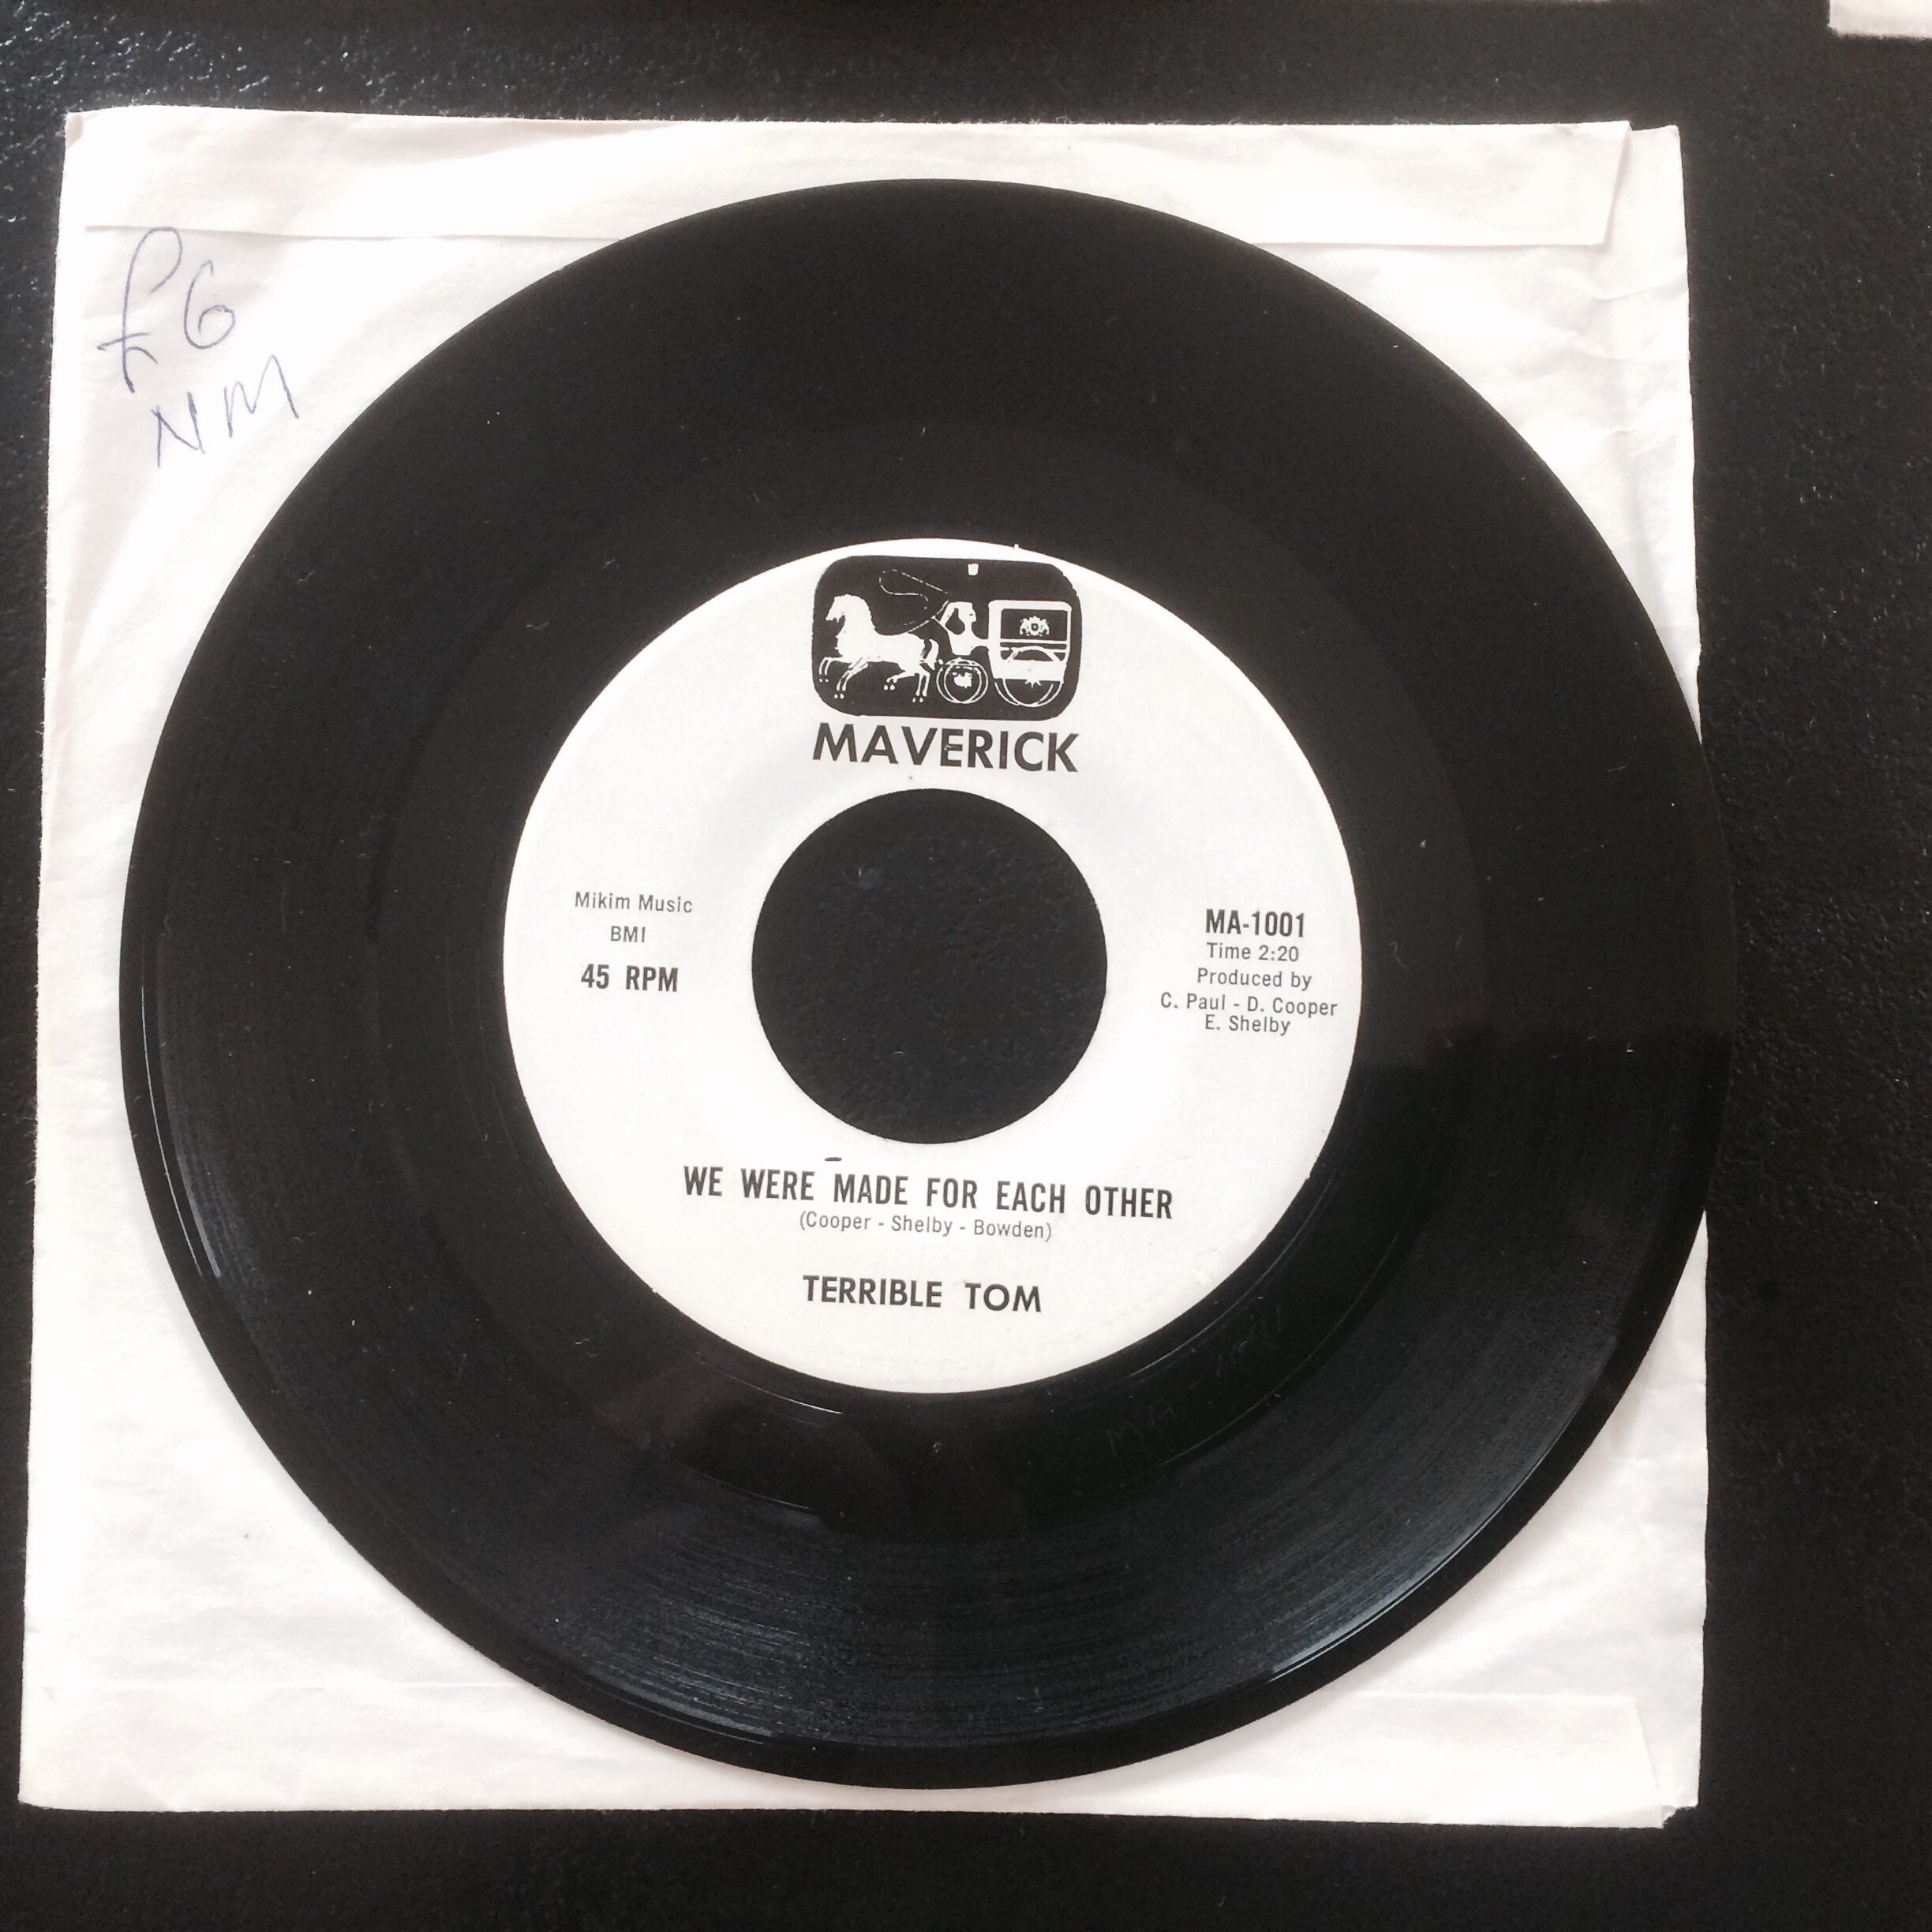 £6
NM
MAVERICK
Mikim Music
BMI
45 RPM
MA-1001
Time 2:20
Produced by
C. Paul - D. Cooper
E. Shelby
WE WERE MADE FOR EACH OTHER
(Cooper - Shelby - Bowden)
TERRIBLE TOM